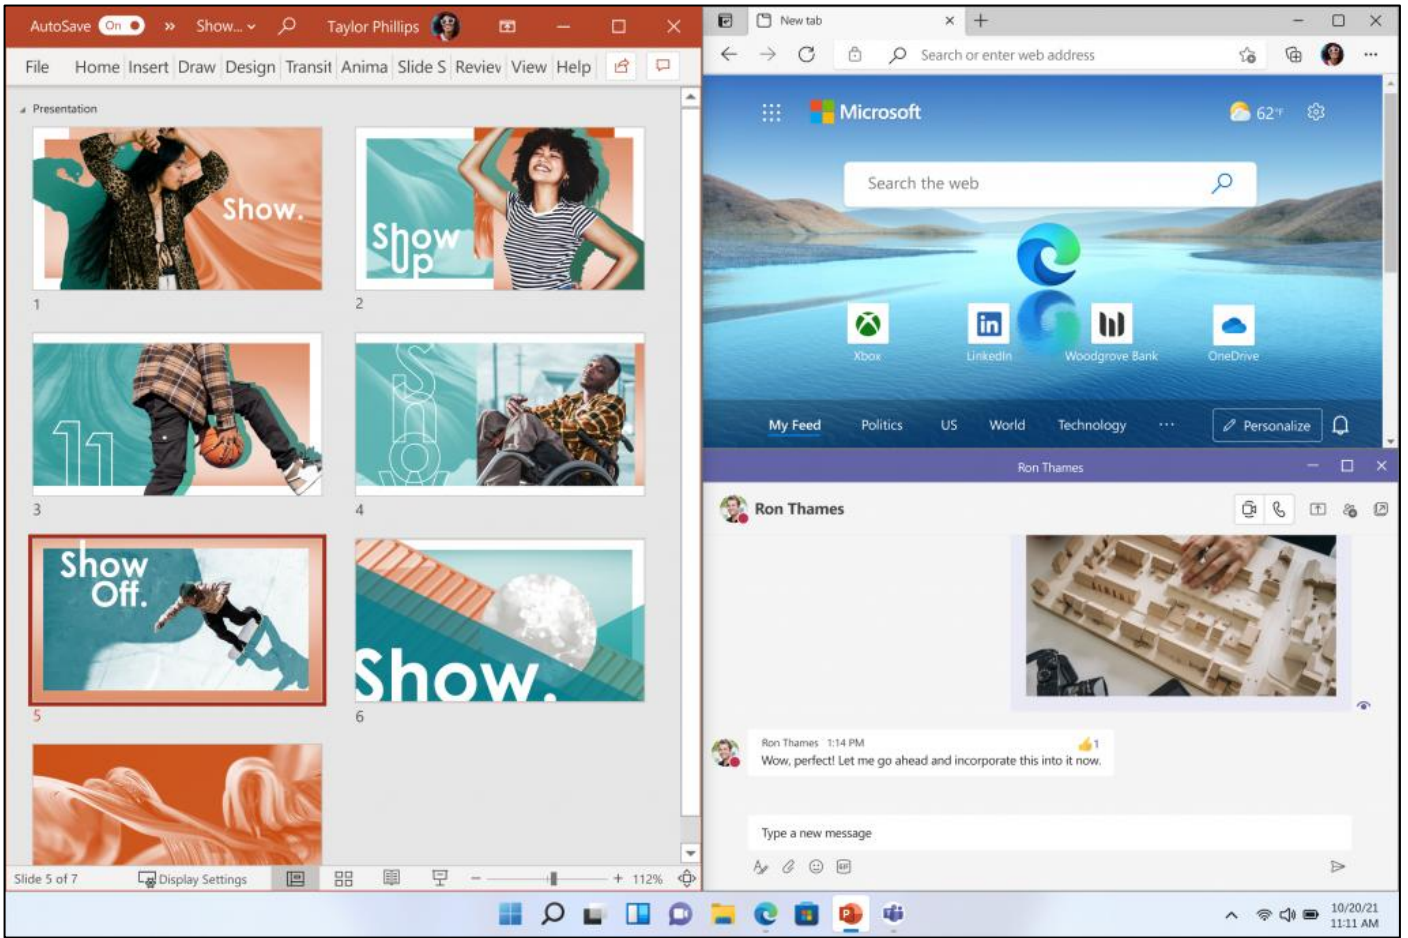 AutoSave On » Show... Taylor Phillips
File Home Insert Draw Design Transit Anima Slide S Review View Help
Presentation
Show.
1
Show
Up
2
11
3
Show
4
Show
Off.
5
Show.
6
Slide 5 of 7 Display Settings - + 112%
New tab
Search or enter web address
Microsoft
62°F
Search the web
Xbox LinkedIn Woodgrove Bank OneDrive
My Feed Politics US World Technology ... Personalize
Ron Thames
Ron Thames
Ron Thames 1:14 PM 1
Wow, perfect! Let me go ahead and incorporate this into it now.
Type a new message
GIF
10/20/21
11:11 AM